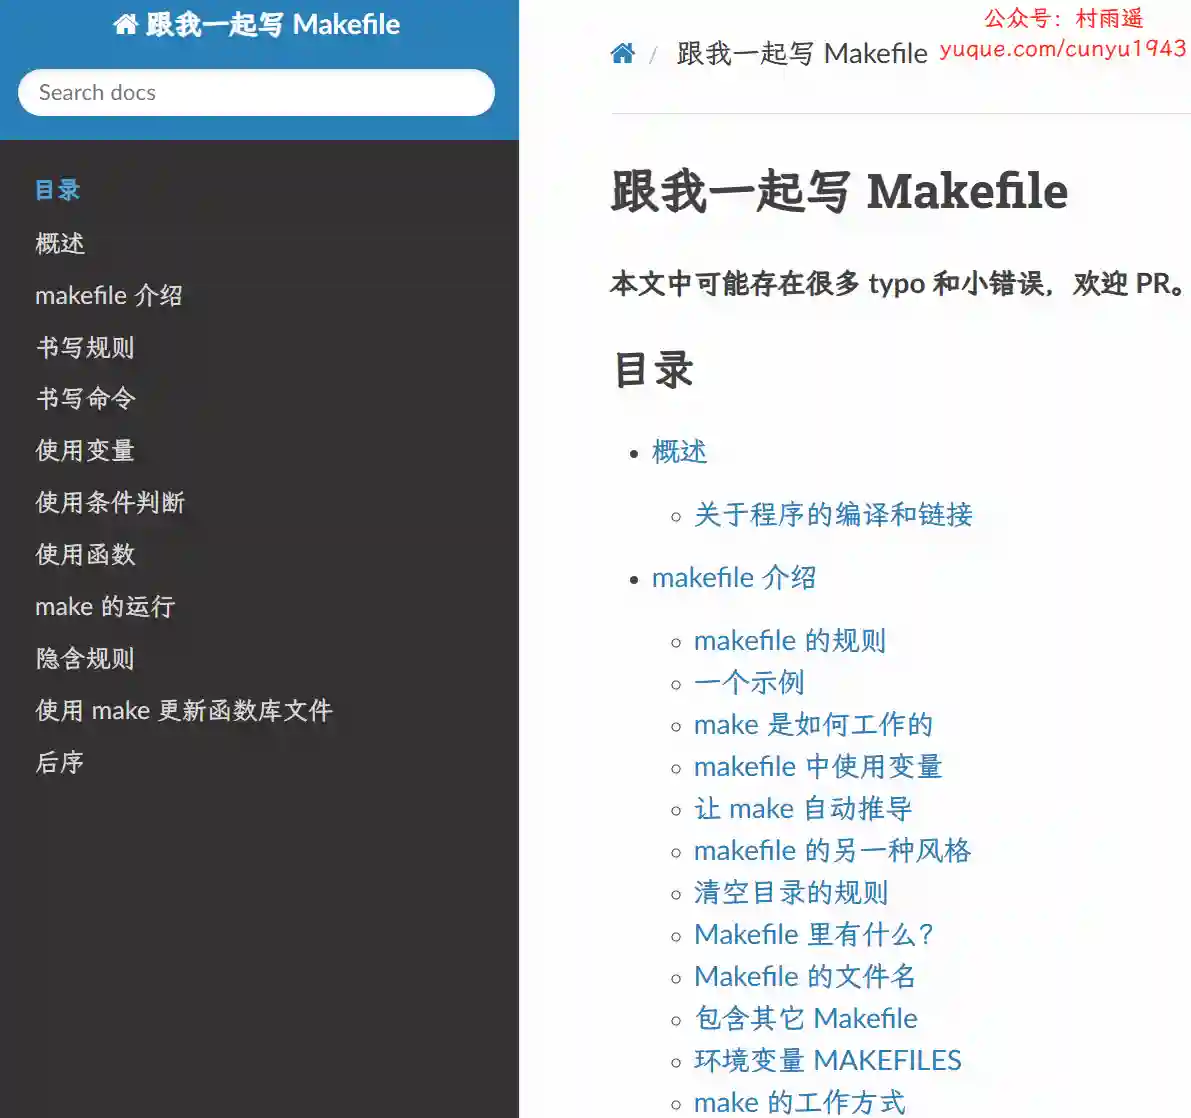 跟我一起写 Makefile
Search docs
目录
概述
makefile 介绍
书写规则
书写命令
使用变量
使用条件判断
使用函数
make 的运行
隐含规则
使用 make 更新函数库文件
后序
公众号：村雨遥
yuque.com/cunyu1943
/ 跟我一起写 Makefile
跟我一起写 Makefile
本文中可能存在很多 typo 和小错误，欢迎 PR。
目录
概述
关于程序的编译和链接
makefile 介绍
makefile 的规则
一个示例
make 是如何工作的
makefile 中使用变量
让 make 自动推导
makefile 的另一种风格
清空目录的规则
Makefile 里有什么？
Makefile 的文件名
包含其它 Makefile
环境变量 MAKEFILES
make 的工作方式